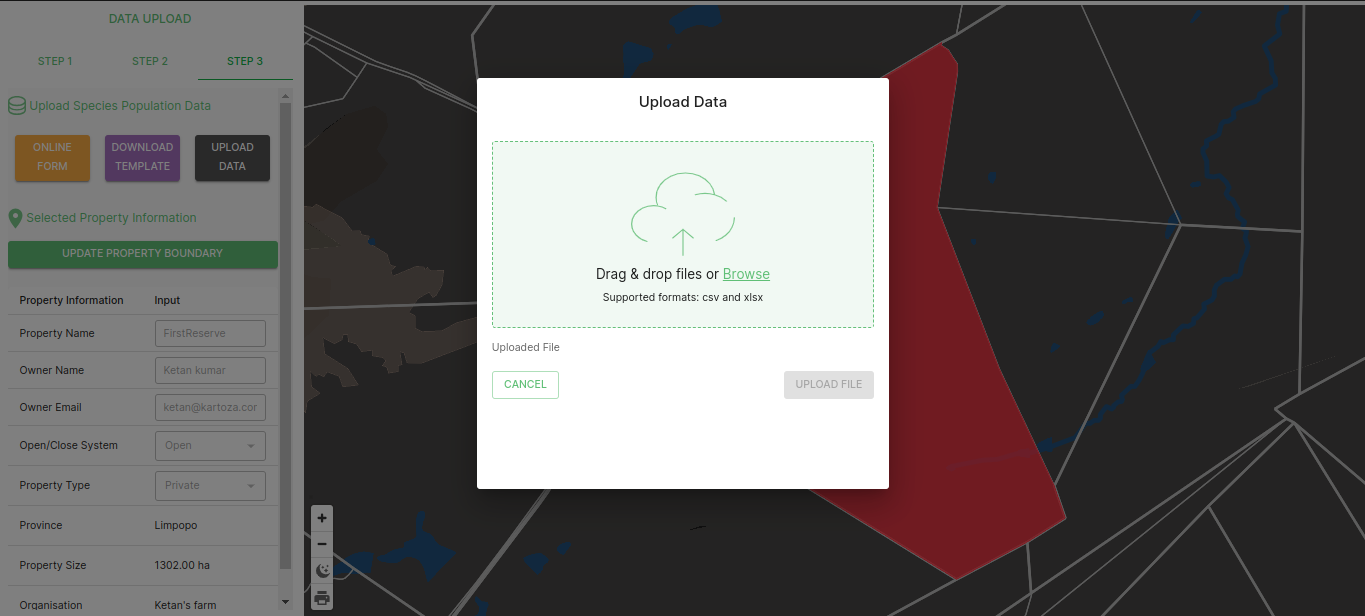 DATA UPLOAD
STEP 1 STEP 2 STEP 3
Upload Species Population Data
ONLINE FORM
DOWNLOAD TEMPLATE
UPLOAD DATA
Selected Property Information
UPDATE PROPERTY BOUNDARY
Property Information Input
Property Name FirstReserve
Owner Name Ketan kumar
Owner Email ketan@kartoza.cor
Open/Close System Open
Property Type Private
Province Limpopo
Property Size 1302.00 ha
Organisation Ketan's farm
Upload Data
Drag & drop files or Browse
Supported formats: csv and xlsx
Uploaded File
CANCEL UPLOAD FILE